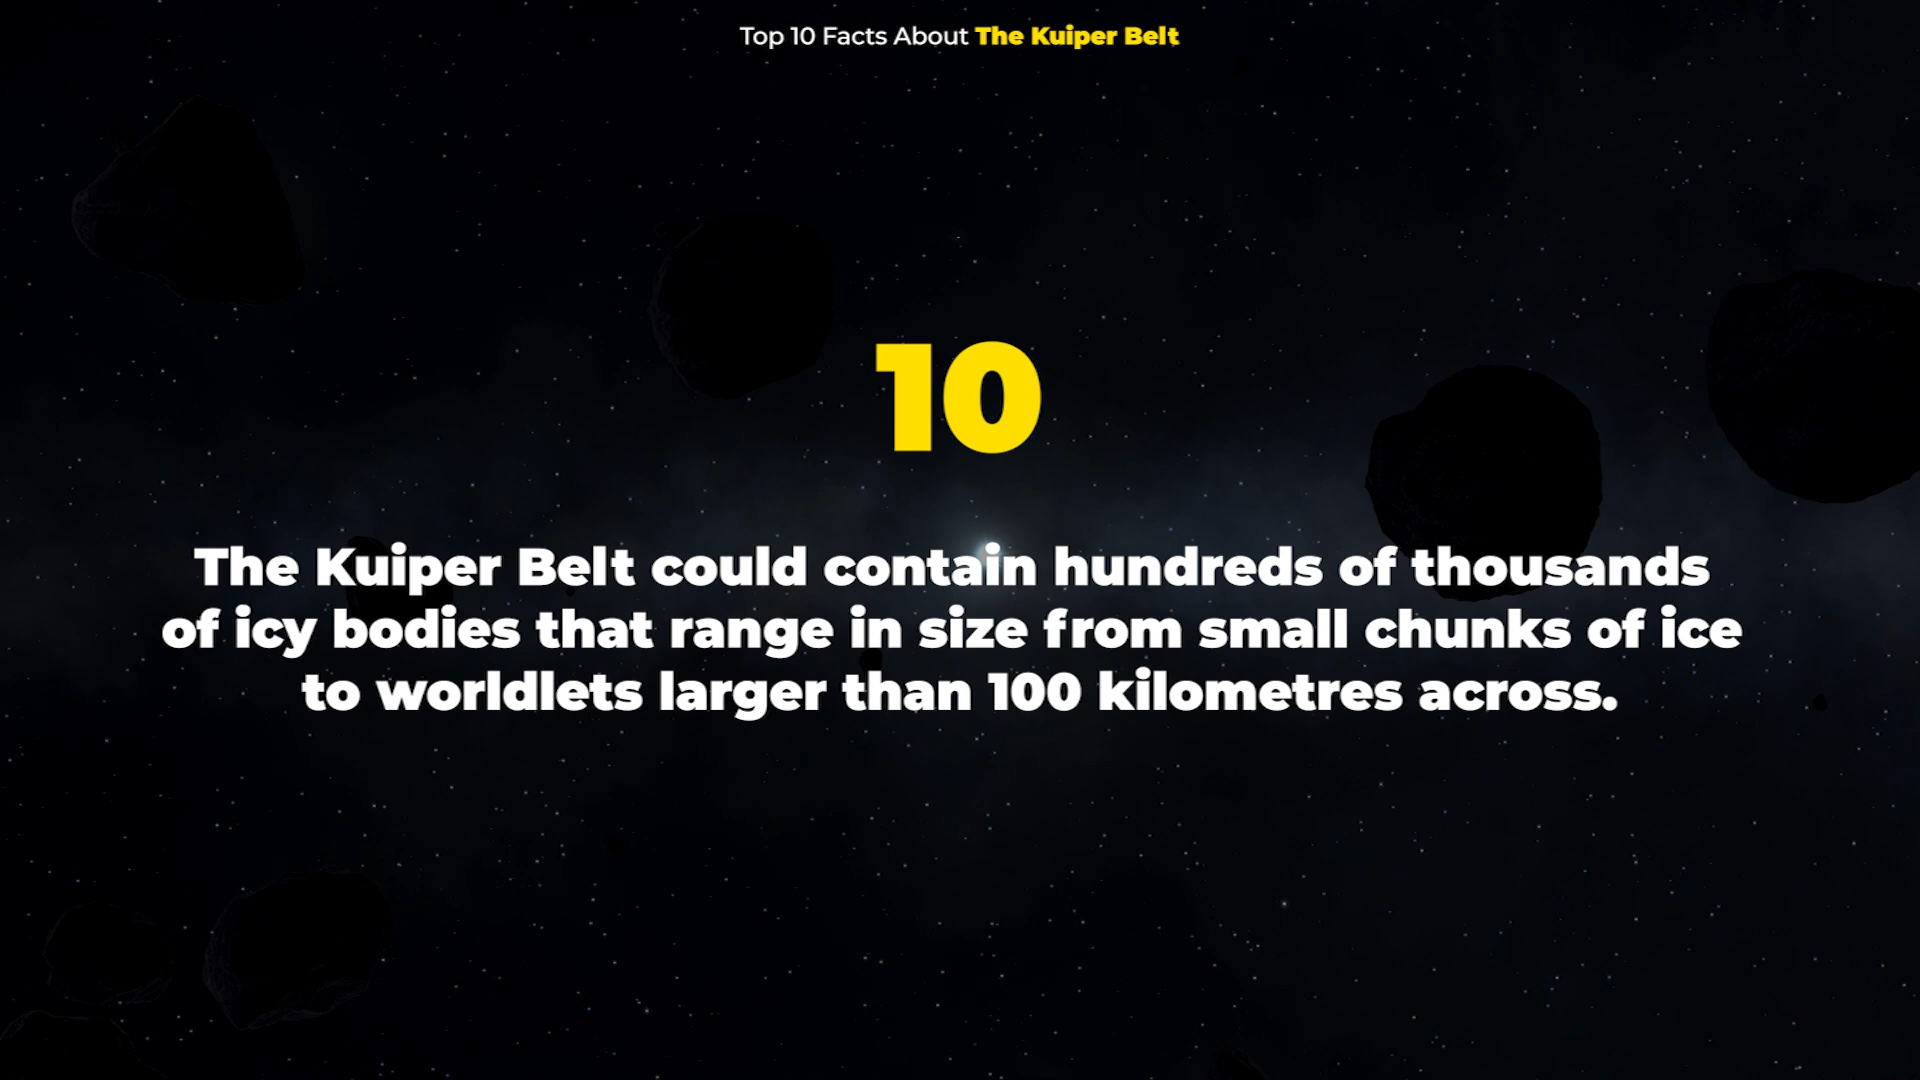 Top 10 Facts About The Kuiper Belt
10
The Kuiper Belt could contain hundreds of thousands
of icy bodies that range in size from small chunks of ice
to worldlets larger than 100 kilometres across.